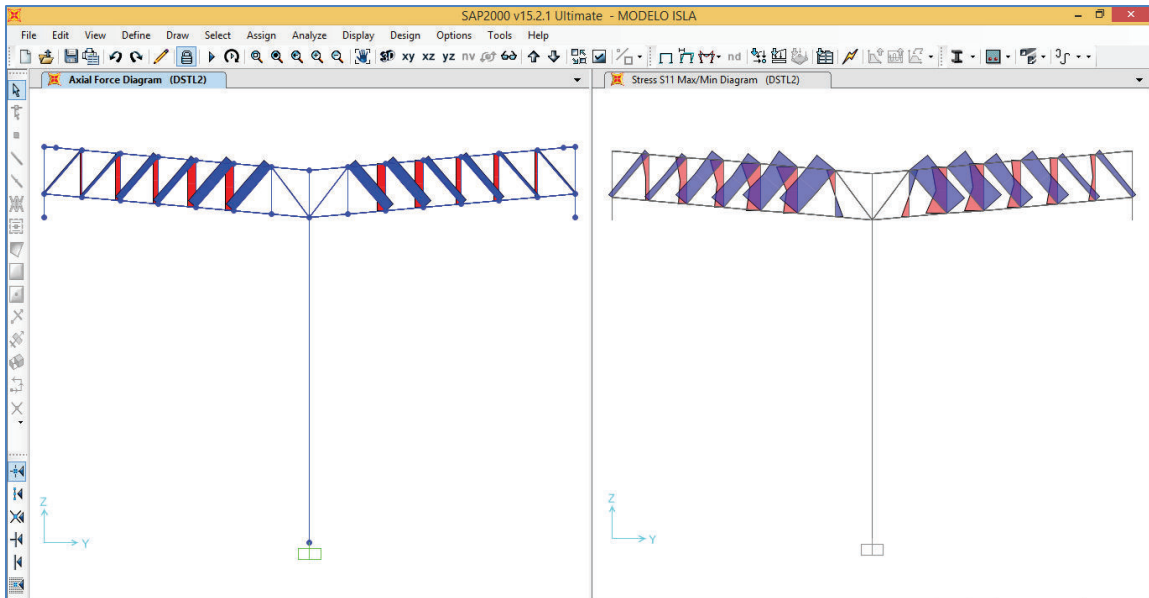 SAP2000 v15.2.1 Ultimate - MODELO ISLA
File Edit View Define Draw Select Assign Analyze Display Design Options Tools Help
3D xy xz yz nv nd
Axial Force Diagram (DSTL2)
Stress S11 Max/Min Diagram (DSTL2)
Z
Y
Z
Y